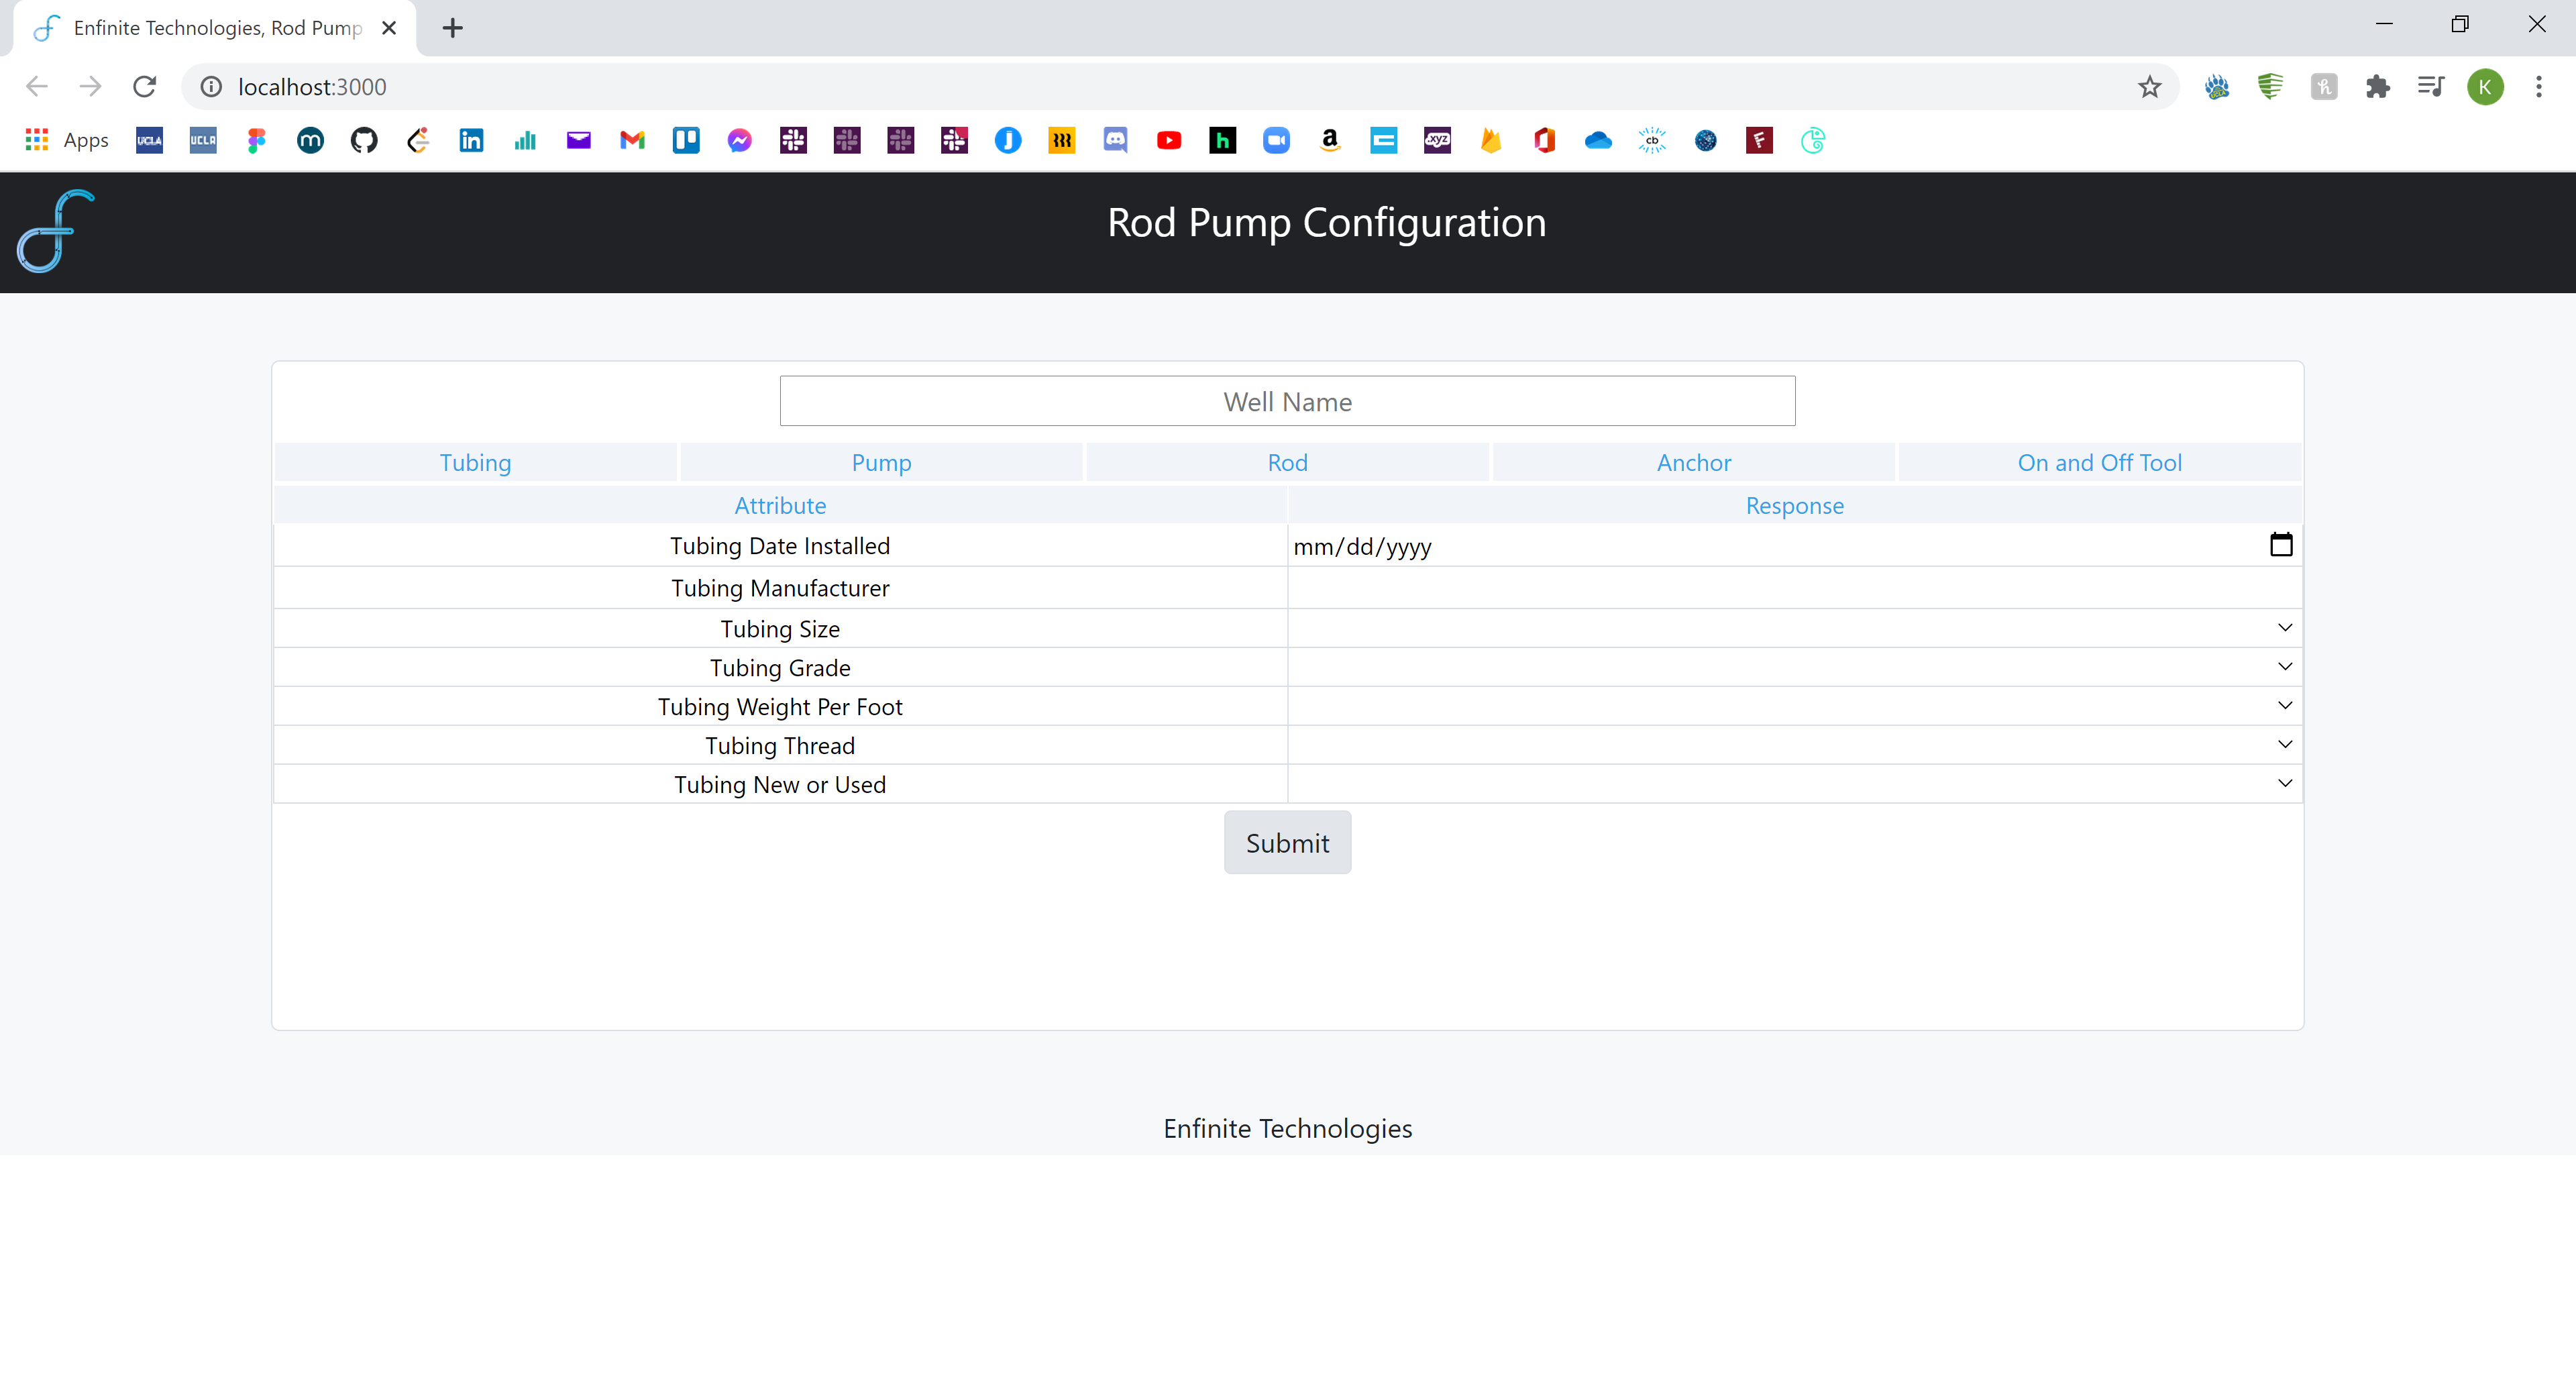 Enfinite Technologies, Rod Pump
localhost:3000
K
Apps
Rod Pump Configuration
Well Name
Tubing Pump Rod Anchor On and Off Tool
Attribute Response
Tubing Date Installed mm/dd/yyyy
Tubing Manufacturer
Tubing Size
Tubing Grade
Tubing Weight Per Foot
Tubing Thread
Tubing New or Used
Submit
Enfinite Technologies